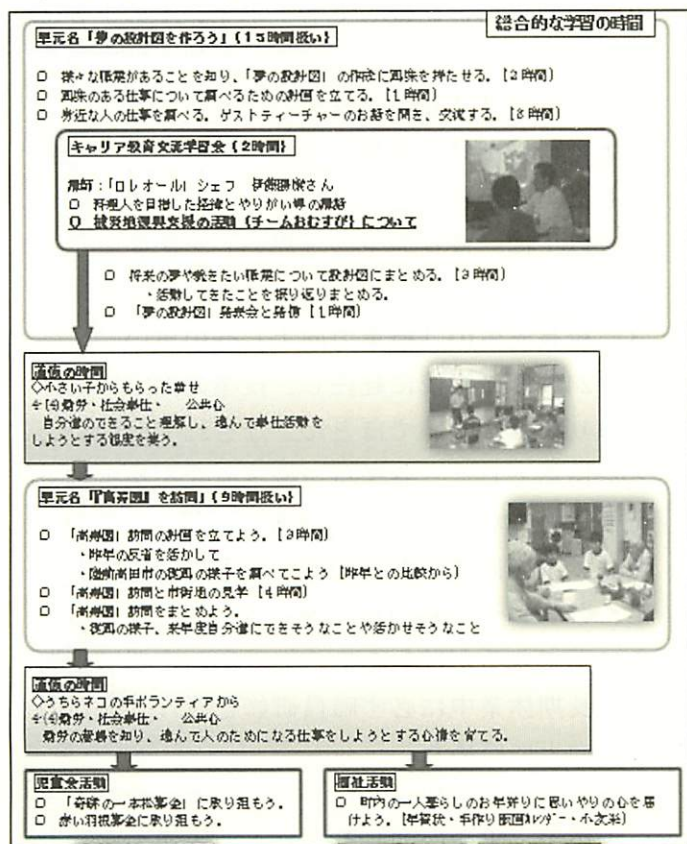 総合的な学習の時間
単元名「夢の設計図を作ろう」(15時間扱い)
○ 様々な職業があることを知り、「夢の設計図」の作成に興味を持たせる。【2時間】
○ 興味のある仕事について調べるための計画を立てる。【1時間】
○ 身近な人の仕事を調べる。ゲストティーチャーのお話を聞き、交流する。【8時間】
キャリア教育交流学習会(2時間)
講師:「ロレオール」シェフ 伊藤勝康さん
○ 料理人を目指した経緯とやりがい等の講話
○ 被災地復興支援の活動(チームおむすび)について
○ 将来の夢や就きたい職業について設計図にまとめる。【3時間】
・活動してきたことを振り返りまとめる。
○ 「夢の設計図」発表会と発信【1時間】
道徳の時間
◇小さい子からもらった幸せ
4-(4)勤労・社会奉仕・ 公共心
自分達のできること理解し、進んで奉仕活動を
しようとする態度を養う。
単元名「『高寿園』を訪問」(9時間扱い)
○ 「高寿園」訪問の計画を立てよう。【3時間】
・昨年の反省を活かして
・陸前高田市の復興の様子を調べてこよう【昨年との比較から】
○ 「高寿園」訪問と市街地の見学【4時間】
○ 「高寿園」訪問をまとめよう。
・復興の様子、来年度自分達にできそうなことや活かせそうなこと
道徳の時間
◇うちらネコの手ボランティアから
4-(4)勤労・社会奉仕・ 公共心
勤労の意義を知り、進んで人のためになる仕事をしようとする心情を育てる。
児童会活動
○ 「奇跡の一本松募金」に取り組もう。
○ 赤い羽根募金に取り組もう。
福祉活動
○ 町内の一人暮らしのお年寄りに思いやりの心を届
けよう。【年賀状・手作り版画カレンダー・小文集】